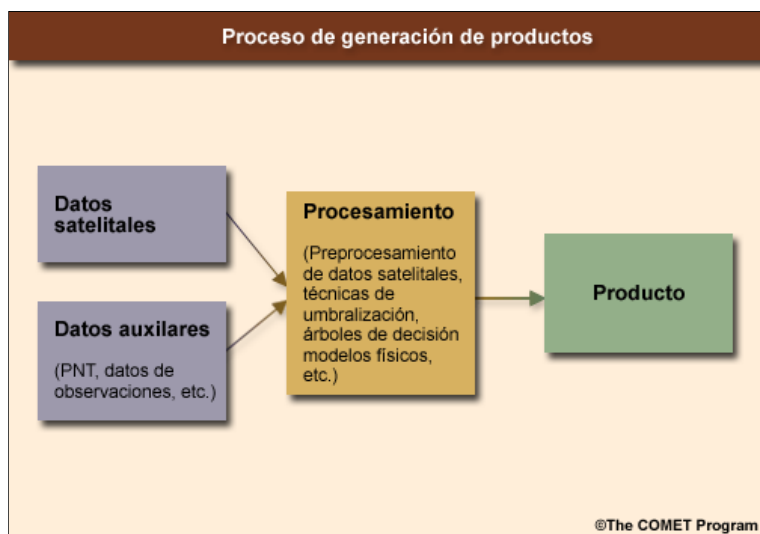 Proceso de generación de productos
Datos
satelitales
Datos auxilares
(PNT, datos de
observaciones, etc.)
Procesamiento
(Preprocesamiento
de datos satelitales,
técnicas de
umbralización,
árboles de decisión
modelos físicos,
etc.)
Producto
©The COMET Program